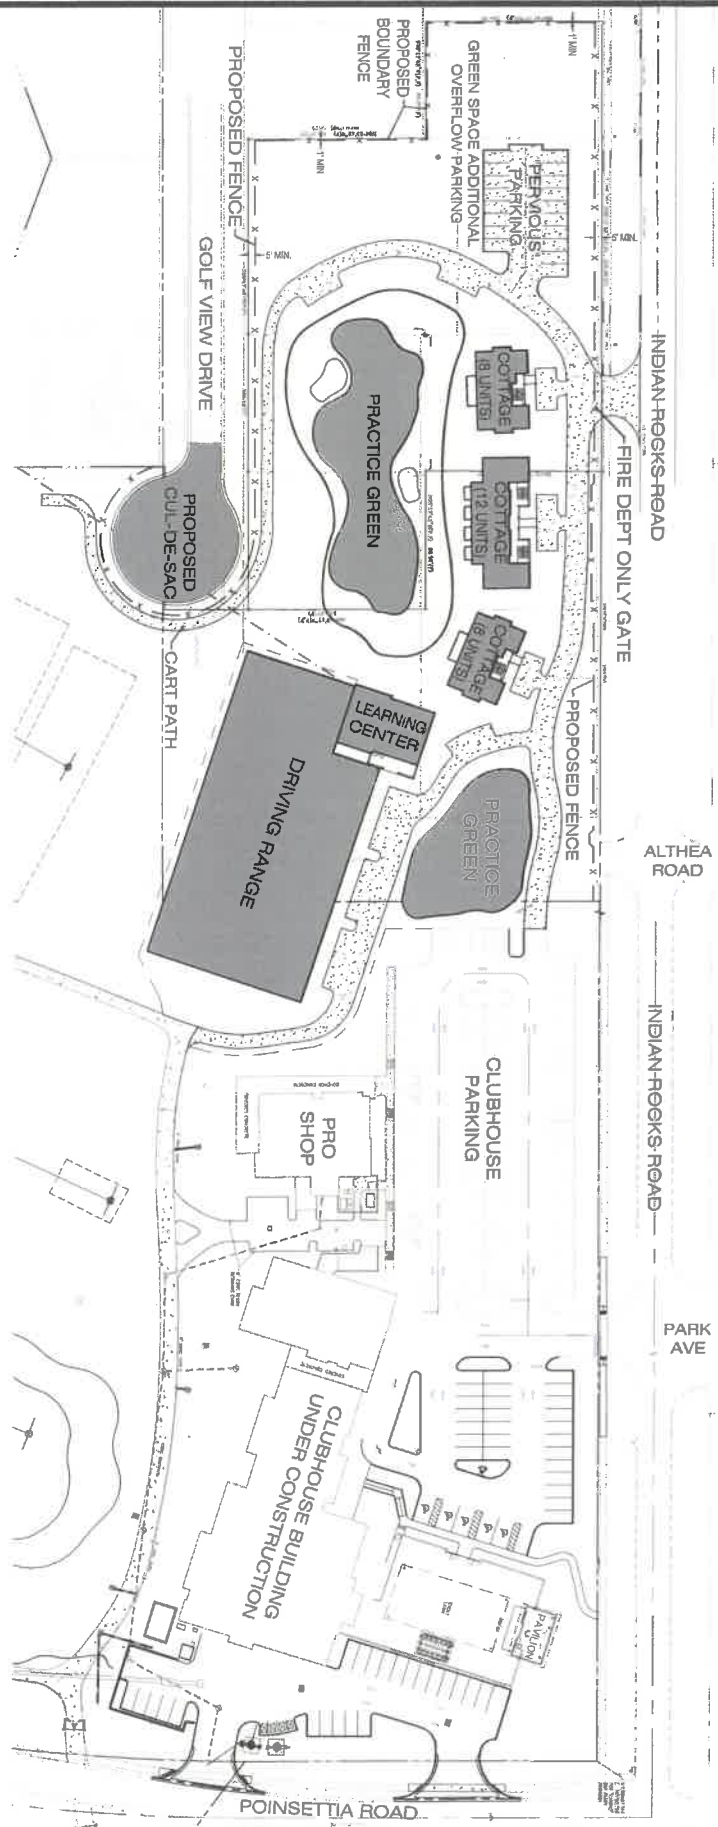 PROPOSED
BOUNDARY
FENCE
PROPOSED FENCE
1' MIN
1' MIN
GREEN SPACE ADDITIONAL
OVERFLOW PARKING
PERVIOUS
PARKING
5' MIN.
5' MIN.
INDIAN ROCKS ROAD
GOLF VIEW DRIVE
PRACTICE GREEN
COTTAGE
(8 UNITS)
COTTAGE
(12 UNITS)
COTTAGE
(8 UNITS)
FIRE DEPT ONLY GATE
PROPOSED
CUL-DE-SAC
CART PATH
LEARNING
CENTER
PROPOSED FENCE
DRIVING RANGE
PRACTICE
GREEN
ALTHEA
ROAD
INDIAN ROCKS ROAD
CLUBHOUSE
PARKING
PRO
SHOP
PARK
AVE
CLUBHOUSE BUILDING
UNDER CONSTRUCTION
PAVILION
POINSETTIA ROAD